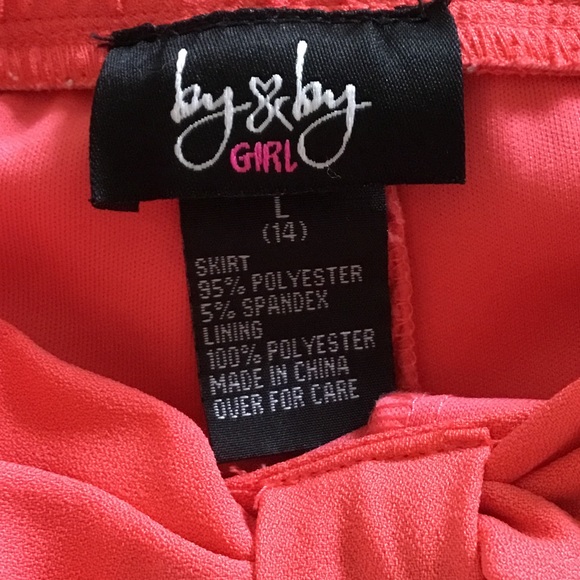 by & by
GIRL
L
(14)
SKIRT
95% POLYESTER
5% SPANDEX
LINING
100% POLYESTER
MADE IN CHINA
OVER FOR CARE